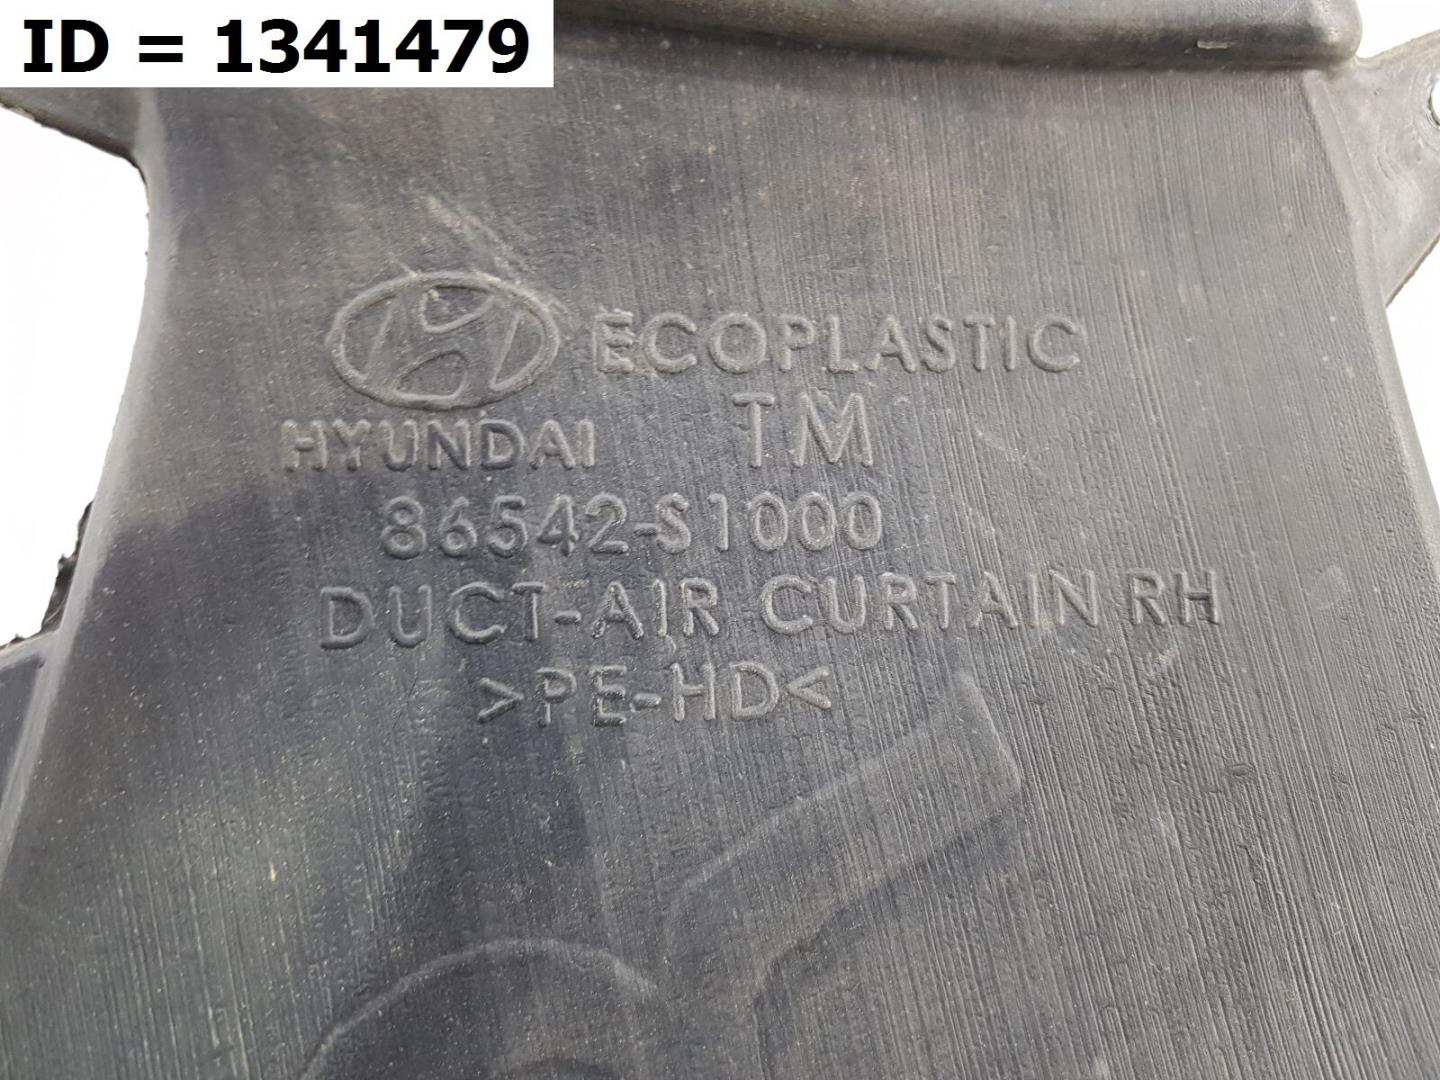 ID = 1341479
ECOPLASTIC
HYUNDAI TM
86542-S1000
DUCT-AIR CURTAIN RH
>PE-HD<